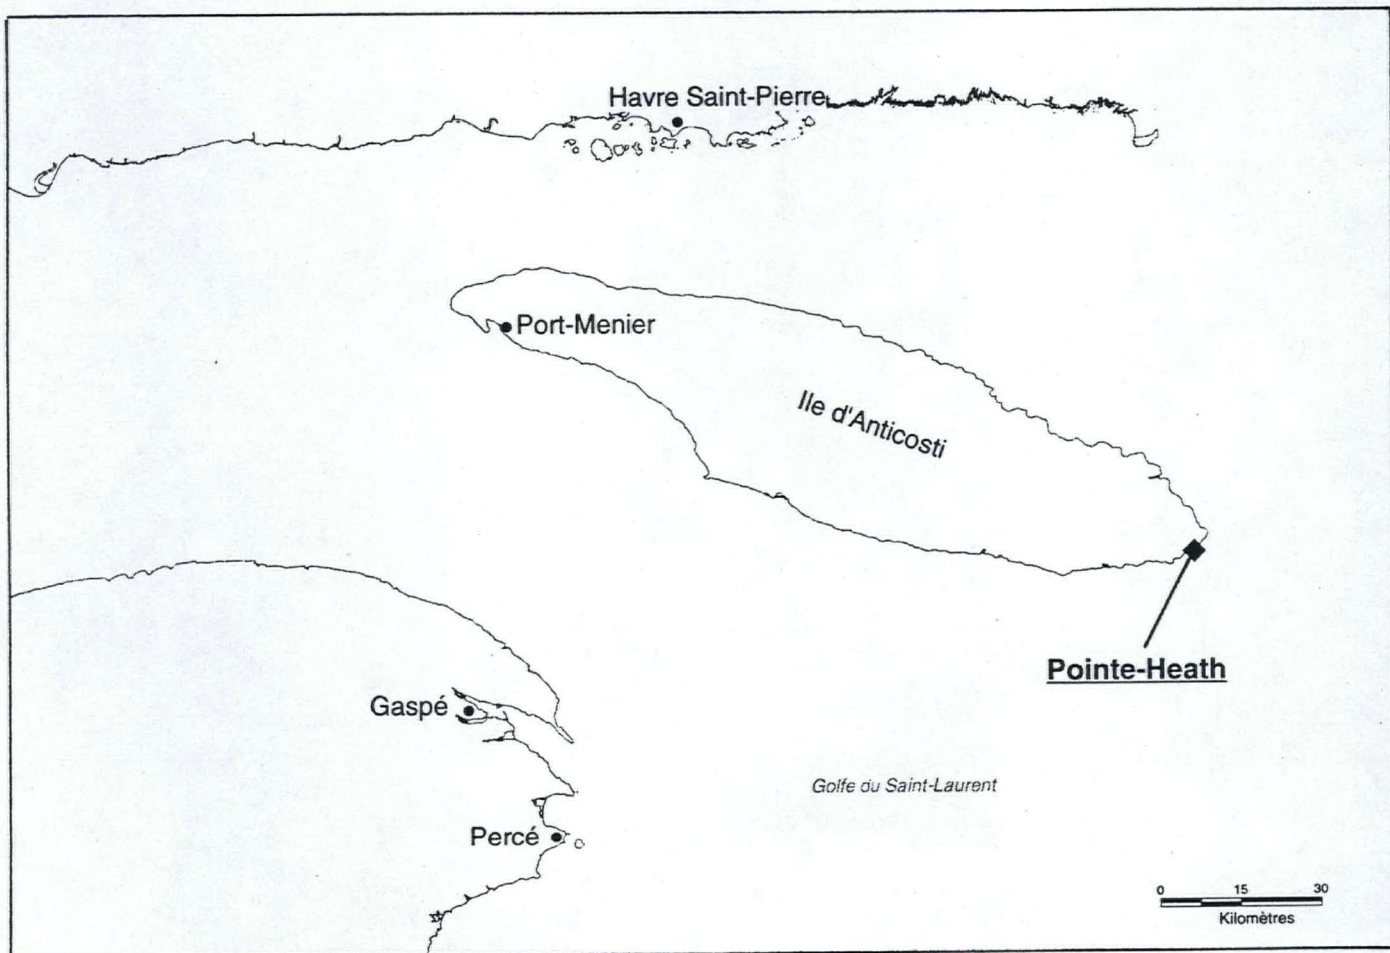 Havre Saint-Pierre
Port-Menier
Ile d'Anticosti
Pointe-Heath
Gaspé
Golfe du Saint-Laurent
Percé
0 15 30
Kilomètres